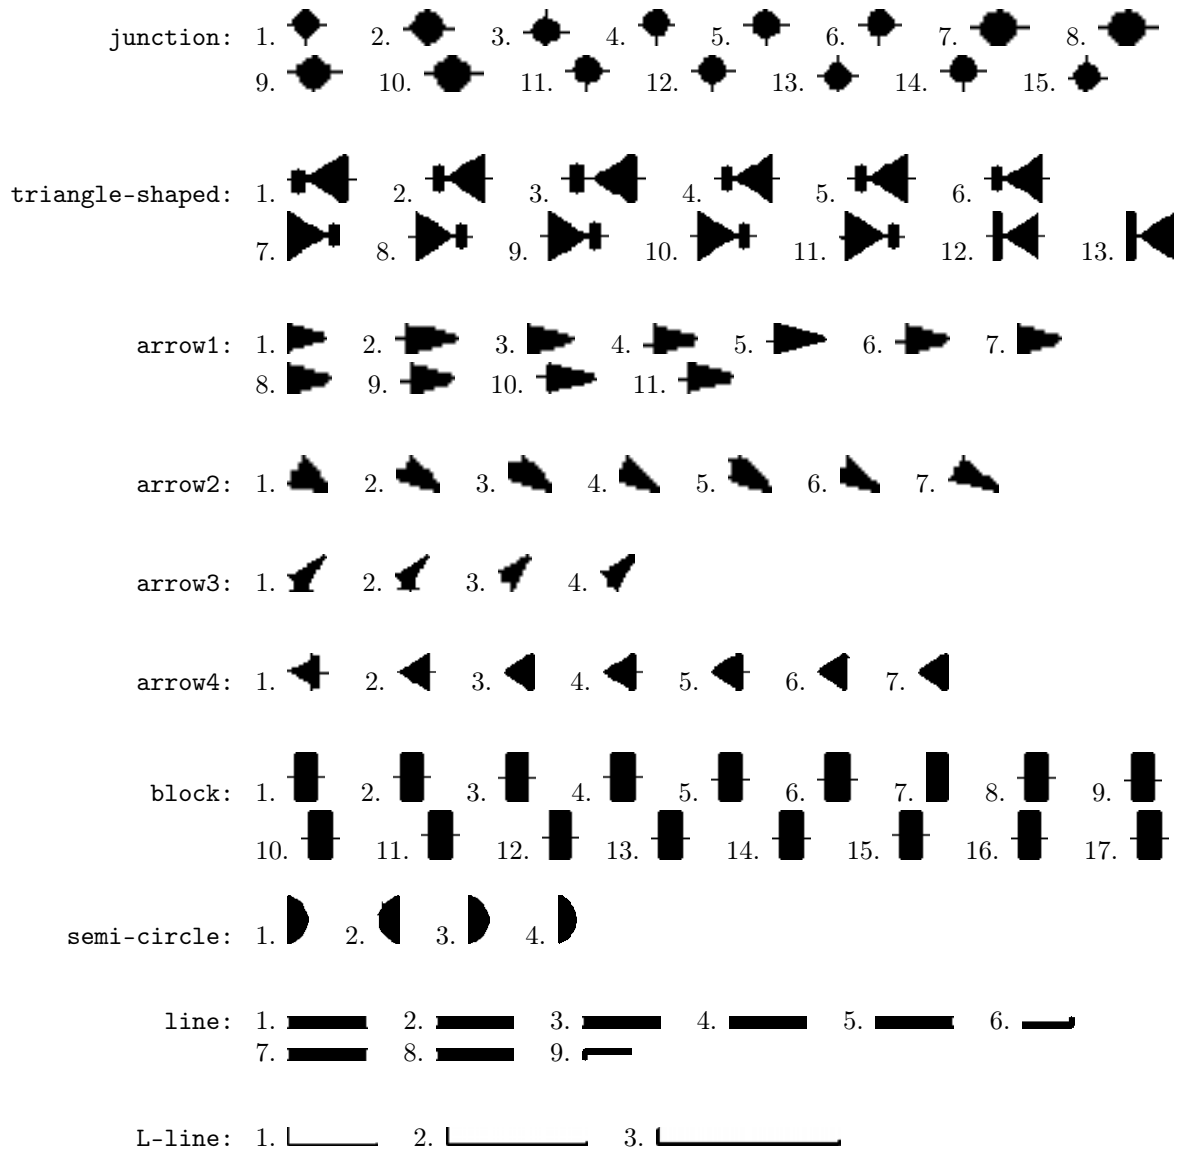 junction: 1. 2. 3. 4. 5. 6. 7. 8.
9. 10. 11. 12. 13. 14. 15.
triangle-shaped: 1. 2. 3. 4. 5. 6.
7. 8. 9. 10. 11. 12. 13.
arrow1: 1. 2. 3. 4. 5. 6. 7.
8. 9. 10. 11.
arrow2: 1. 2. 3. 4. 5. 6. 7.
arrow3: 1. 2. 3. 4.
arrow4: 1. 2. 3. 4. 5. 6. 7.
block: 1. 2. 3. 4. 5. 6. 7. 8. 9.
10. 11. 12. 13. 14. 15. 16. 17.
semi-circle: 1. 2. 3. 4.
line: 1. 2. 3. 4. 5. 6.
7. 8. 9.
L-line: 1. 2. 3.